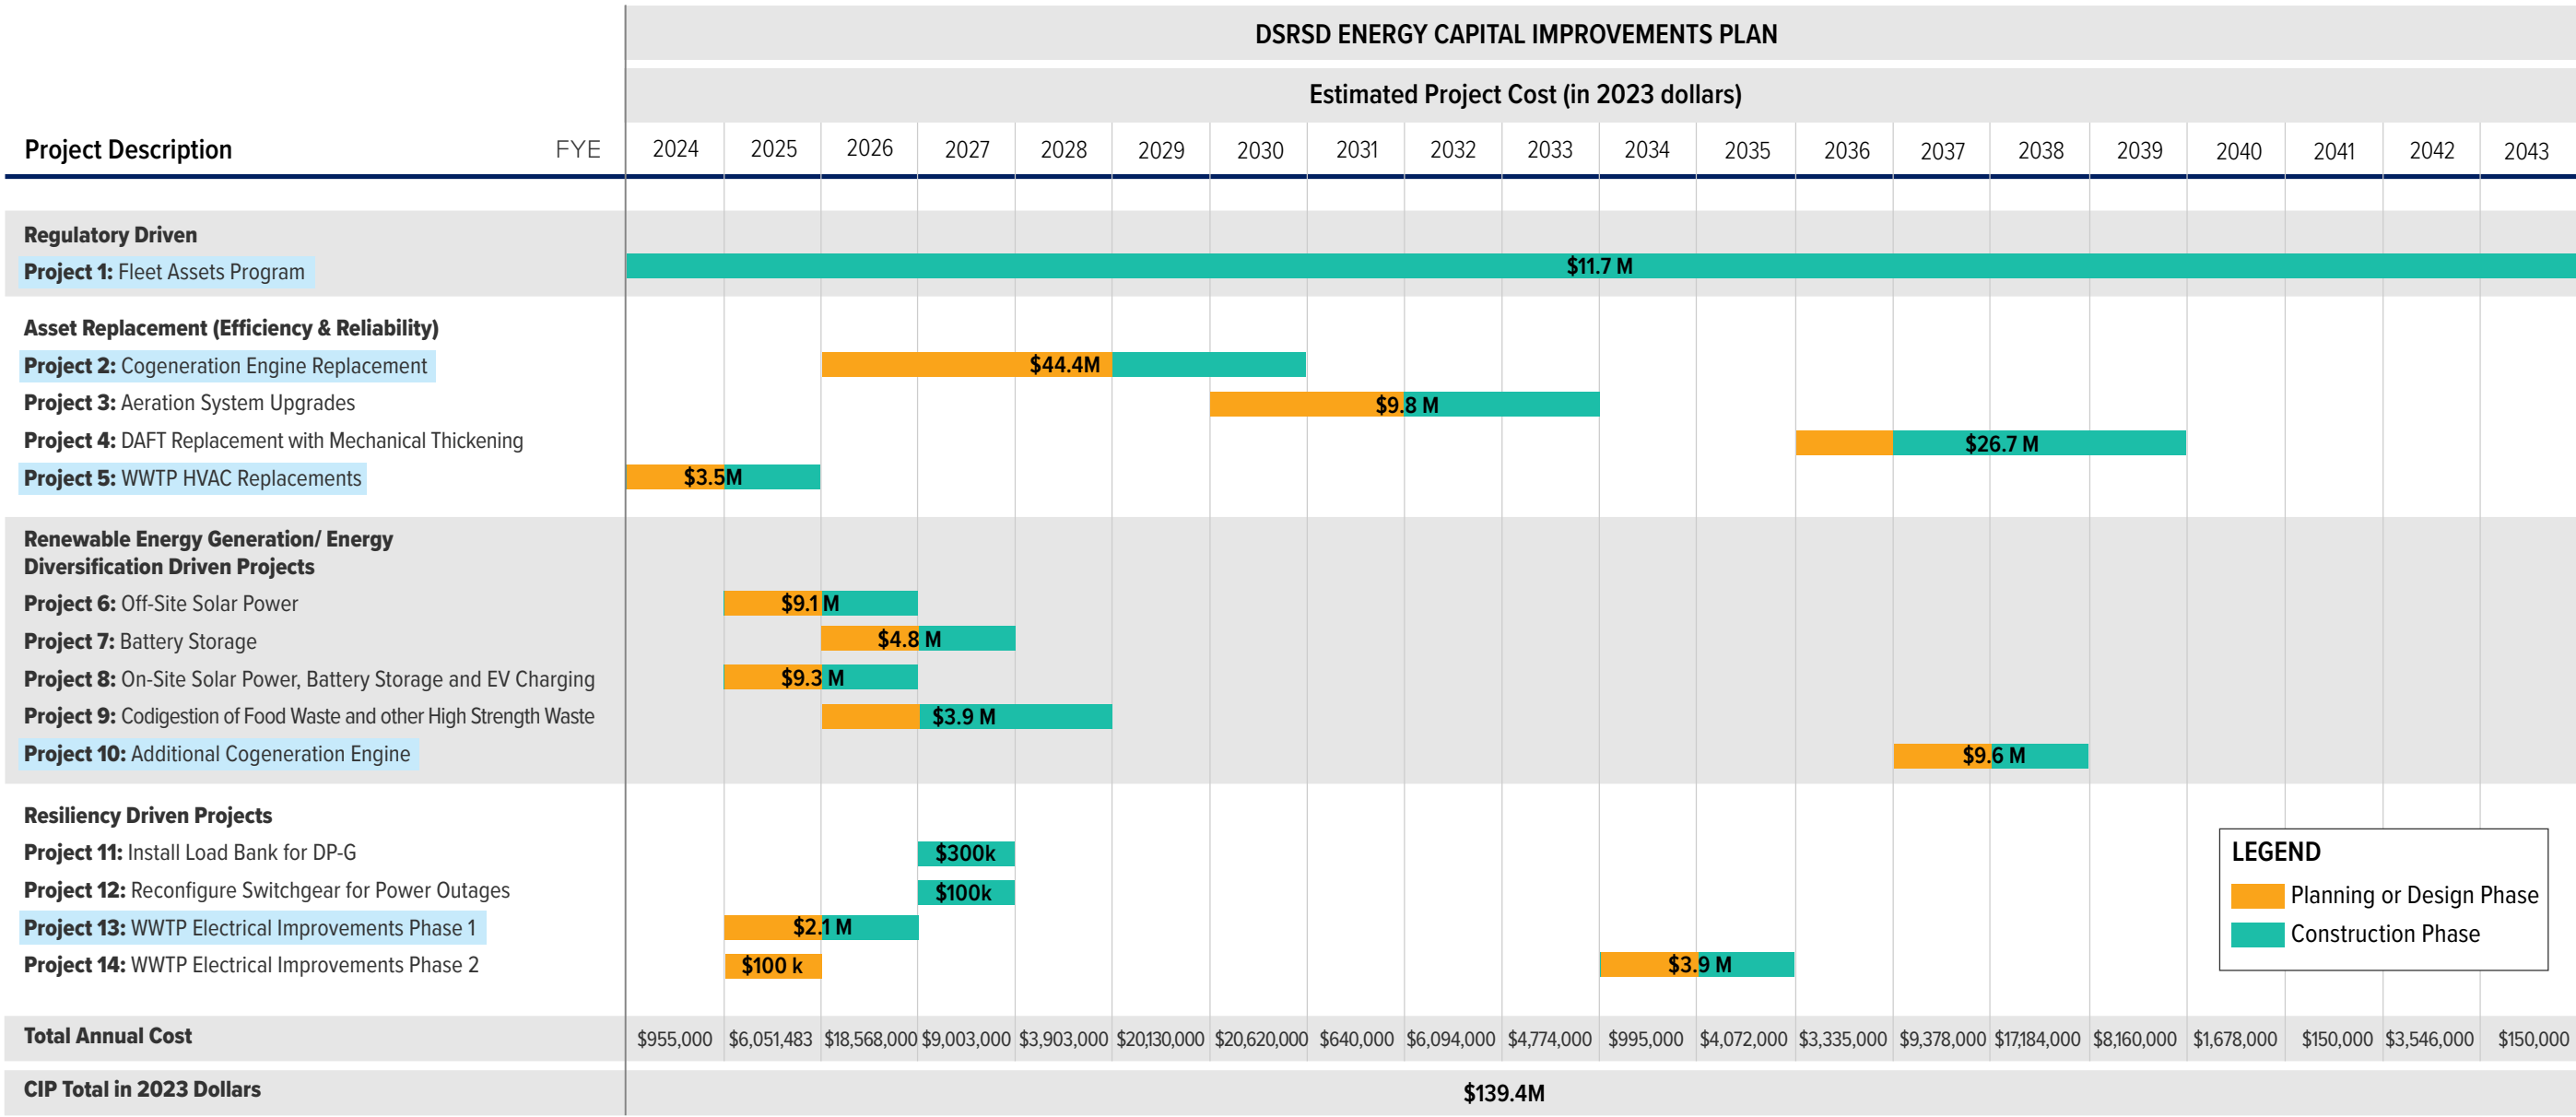 DSRSD ENERGY CAPITAL IMPROVEMENTS PLAN
Estimated Project Cost (in 2023 dollars)
Project Description FYE 2024 2025 2026 2027 2028 2029 2030 2031 2032 2033 2034 2035 2036 2037 2038 2039 2040 2041 2042 2043
Regulatory Driven
Project 1: Fleet Assets Program $11.7 M
Asset Replacement (Efficiency & Reliability)
Project 2: Cogeneration Engine Replacement $44.4M
Project 3: Aeration System Upgrades $9.8 M
Project 4: DAFT Replacement with Mechanical Thickening $26.7 M
Project 5: WWTP HVAC Replacements $3.5M
Renewable Energy Generation/ Energy
Diversification Driven Projects
Project 6: Off-Site Solar Power $9.1 M
Project 7: Battery Storage $4.8 M
Project 8: On-Site Solar Power, Battery Storage and EV Charging $9.3 M
Project 9: Codigestion of Food Waste and other High Strength Waste $3.9 M
Project 10: Additional Cogeneration Engine $9.6 M
Resiliency Driven Projects
Project 11: Install Load Bank for DP-G $300k
Project 12: Reconfigure Switchgear for Power Outages $100k
Project 13: WWTP Electrical Improvements Phase 1 $2.1 M
Project 14: WWTP Electrical Improvements Phase 2 $100 k $3.9 M
LEGEND
Planning or Design Phase
Construction Phase
Total Annual Cost $955,000 $6,051,483 $18,568,000 $9,003,000 $3,903,000 $20,130,000 $20,620,000 $640,000 $6,094,000 $4,774,000 $995,000 $4,072,000 $3,335,000 $9,378,000 $17,184,000 $8,160,000 $1,678,000 $150,000 $3,546,000 $150,000
CIP Total in 2023 Dollars $139.4M